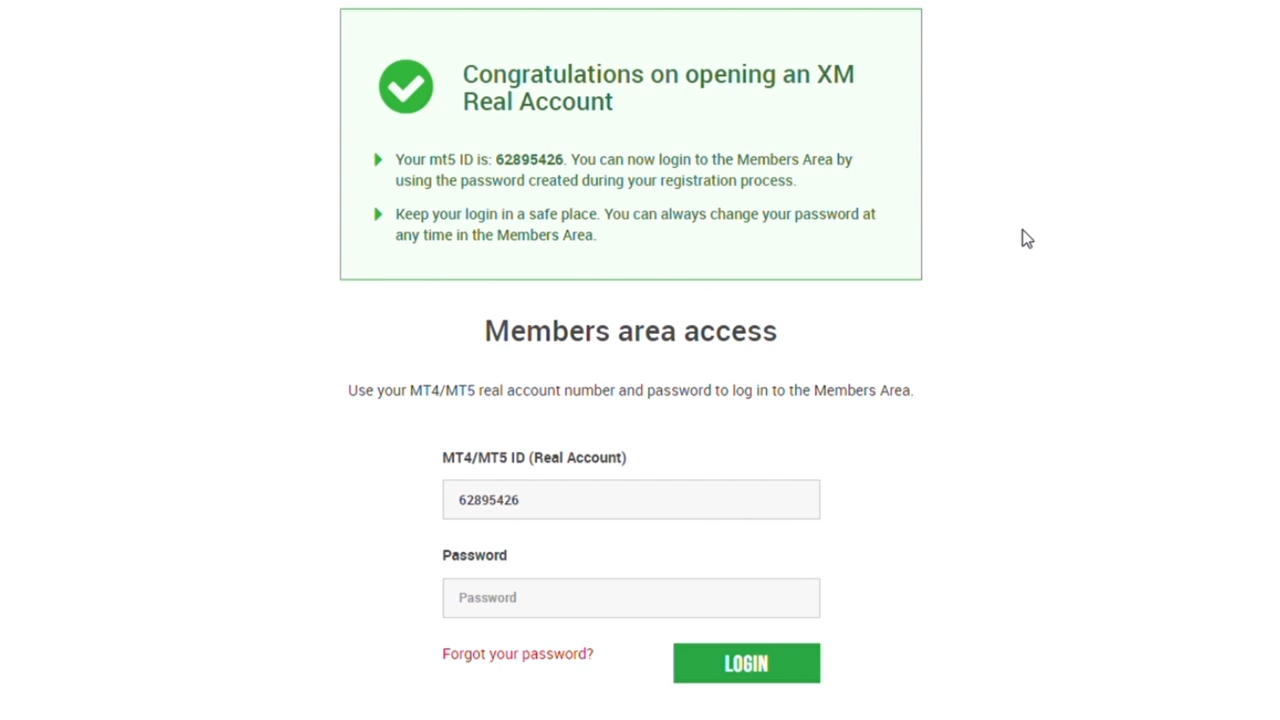 Congratulations on opening an XM
Real Account
Your mt5 ID is: 62895426. You can now login to the Members Area by
using the password created during your registration process.
Keep your login in a safe place. You can always change your password at
any time in the Members Area.
Members area access
Use your MT4/MT5 real account number and password to log in to the Members Area.
MT4/MT5 ID (Real Account)
62895426
Password
Password
Forgot your password?
LOGIN